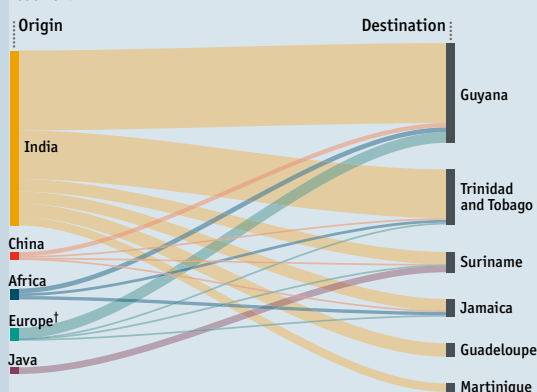 Origin
Destination
India
China
Africa
Europe†
Java
Guyana
Trinidad
and Tobago
Suriname
Jamaica
Guadeloupe
Martinique